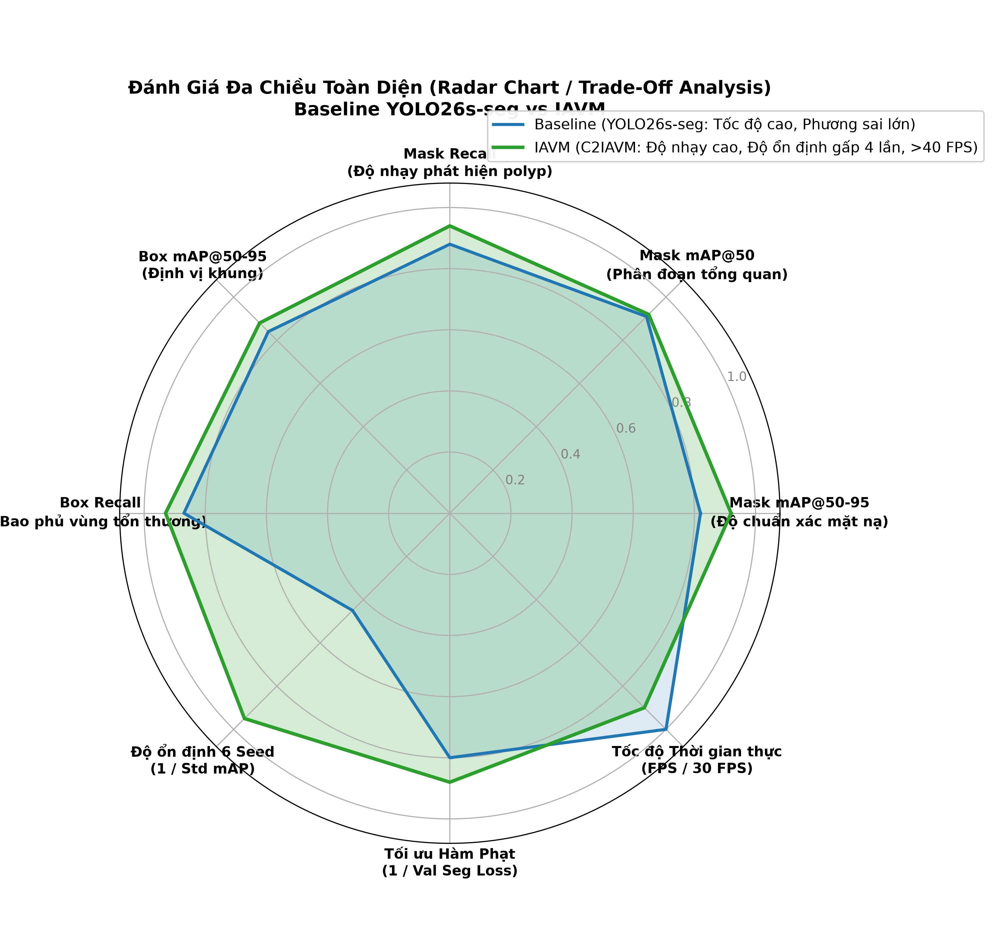 Đánh Giá Đa Chiều Toàn Diện (Radar Chart / Trade-Off Analysis)
Baseline YOLO26s-seg vs IAVM
Baseline (YOLO26s-seg: Tốc độ cao, Phương sai lớn)
IAVM (C2IAVM: Độ nhạy cao, Độ ổn định gấp 4 lần, >40 FPS)
Mask Recall
(Độ nhạy phát hiện polyp)
Box mAP@50-95
(Định vị khung)
Mask mAP@50
(Phân đoạn tổng quan)
1.0
0.8
0.6
0.4
0.2
Box Recall
Bao phủ vùng tổn thương)
Mask mAP@50-95
(Độ chuẩn xác mặt nạ)
Độ ổn định 6 Seed
(1 / Std mAP)
Tốc độ Thời gian thực
(FPS / 30 FPS)
Tối ưu Hàm Phạt
(1 / Val Seg Loss)